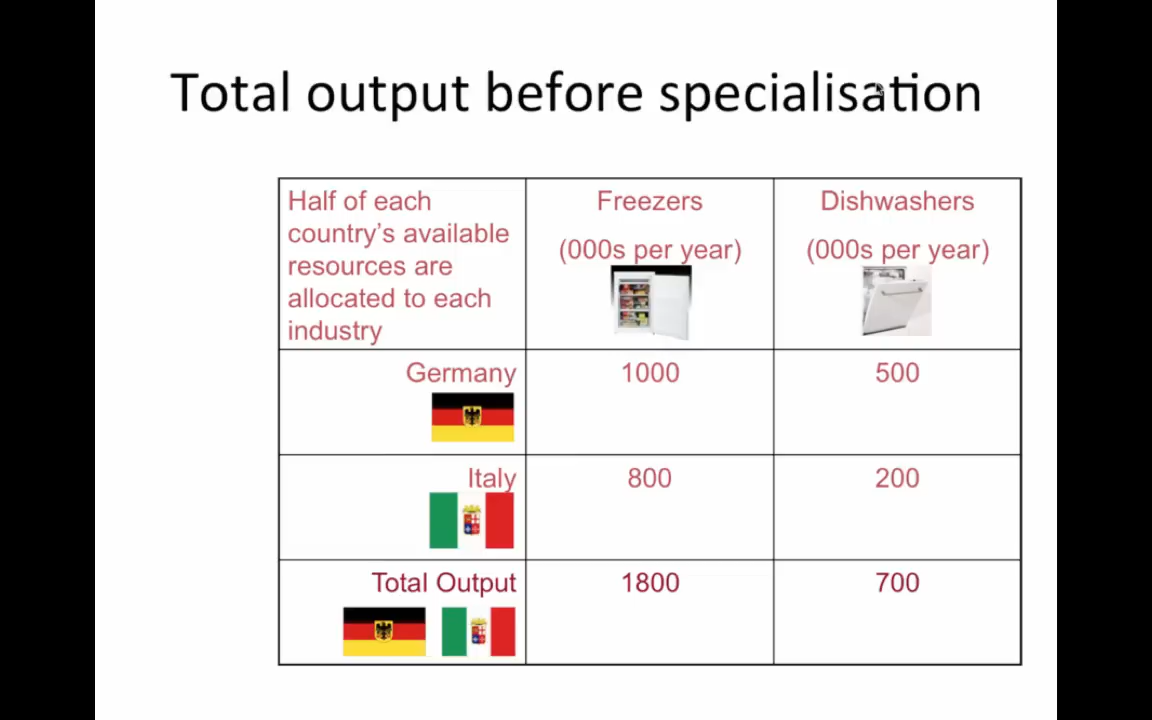 Total output before specialisation
Half of each
country's available
resources are
allocated to each
industry
Freezers
(000s per year)
Dishwashers
(000s per year)
Germany
1000
500
Italy
800
200
Total Output
1800
700